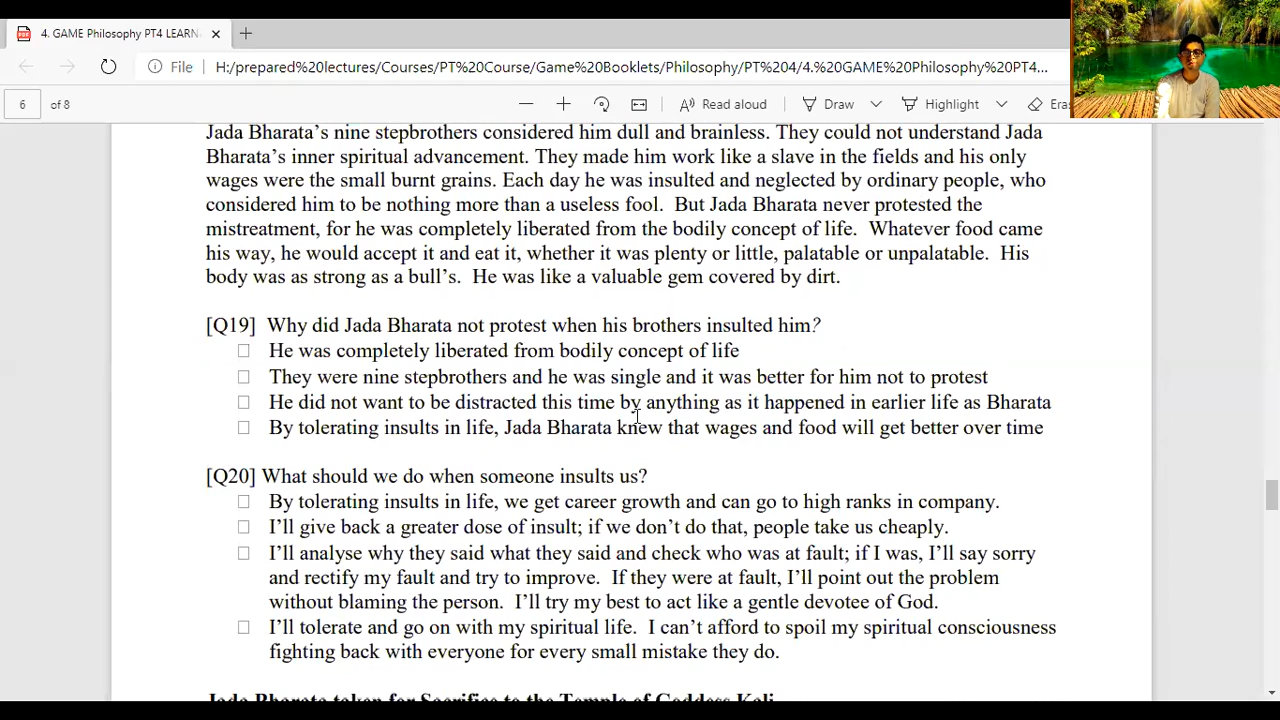 4. GAME Philosophy PT4 LEARN
File
H:/prepared%20lectures/Courses/PT%20Course/Game%20Booklets/Philosophy/PT%204/4.%20GAME%20Philosophy%20PT4...
6 of 8
Read aloud
Draw
Highlight
Eras
Jada Bharata's nine stepbrothers considered him dull and brainless. They could not understand Jada
Bharata's inner spiritual advancement. They made him work like a slave in the fields and his only
wages were the small burnt grains. Each day he was insulted and neglected by ordinary people, who
considered him to be nothing more than a useless fool. But Jada Bharata never protested the
mistreatment, for he was completely liberated from the bodily concept of life. Whatever food came
his way, he would accept it and eat it, whether it was plenty or little, palatable or unpalatable. His
body was as strong as a bull's. He was like a valuable gem covered by dirt.
[Q19] Why did Jada Bharata not protest when his brothers insulted him?
He was completely liberated from bodily concept of life
They were nine stepbrothers and he was single and it was better for him not to protest
He did not want to be distracted this time by anything as it happened in earlier life as Bharata
By tolerating insults in life, Jada Bharata knew that wages and food will get better over time
[Q20] What should we do when someone insults us?
By tolerating insults in life, we get career growth and can go to high ranks in company.
I'll give back a greater dose of insult; if we don't do that, people take us cheaply.
I'll analyse why they said what they said and check who was at fault; if I was, I'll say sorry
and rectify my fault and try to improve. If they were at fault, I'll point out the problem
without blaming the person. I'll try my best to act like a gentle devotee of God.
I'll tolerate and go on with my spiritual life. I can't afford to spoil my spiritual consciousness
fighting back with everyone for every small mistake they do.
Jada Bharata taken for Sacrifice to the Temple of Goddess Kali